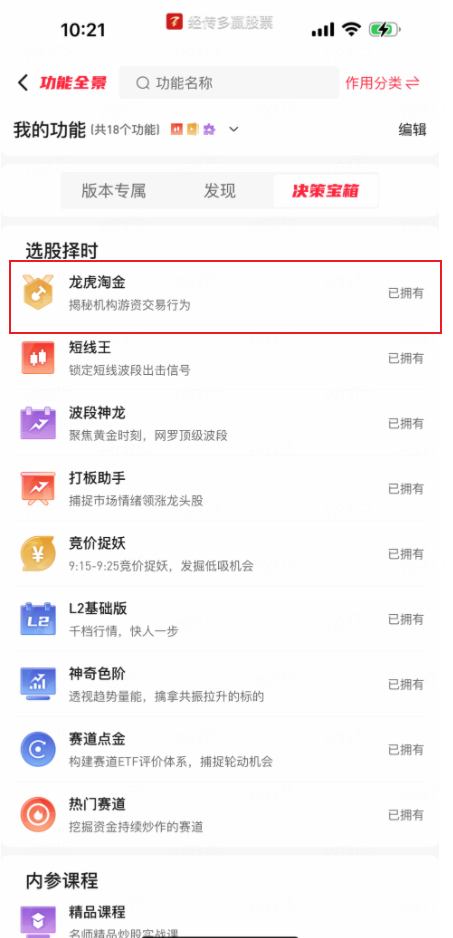 10:21
经传多赢股票
功能全景
功能名称
作用分类
我的功能 (共18个功能)
编辑
版本专属
发现
决策宝箱
选股择时
龙虎淘金
揭秘机构游资交易行为
已拥有
短线王
锁定短线波段出击信号
已拥有
波段神龙
聚焦黄金时刻，网罗顶级波段
已拥有
打板助手
捕捉市场情绪领涨龙头股
已拥有
竞价捉妖
9:15-9:25竞价捉妖，发掘低吸机会
已拥有
L2
L2基础版
千档行情，快人一步
已拥有
神奇色阶
透视趋势量能，擒拿共振拉升的标的
已拥有
赛道点金
构建赛道ETF评价体系，捕捉轮动机会
已拥有
热门赛道
挖掘资金持续炒作的赛道
已拥有
内参课程
精品课程
名师精品炒股实战课